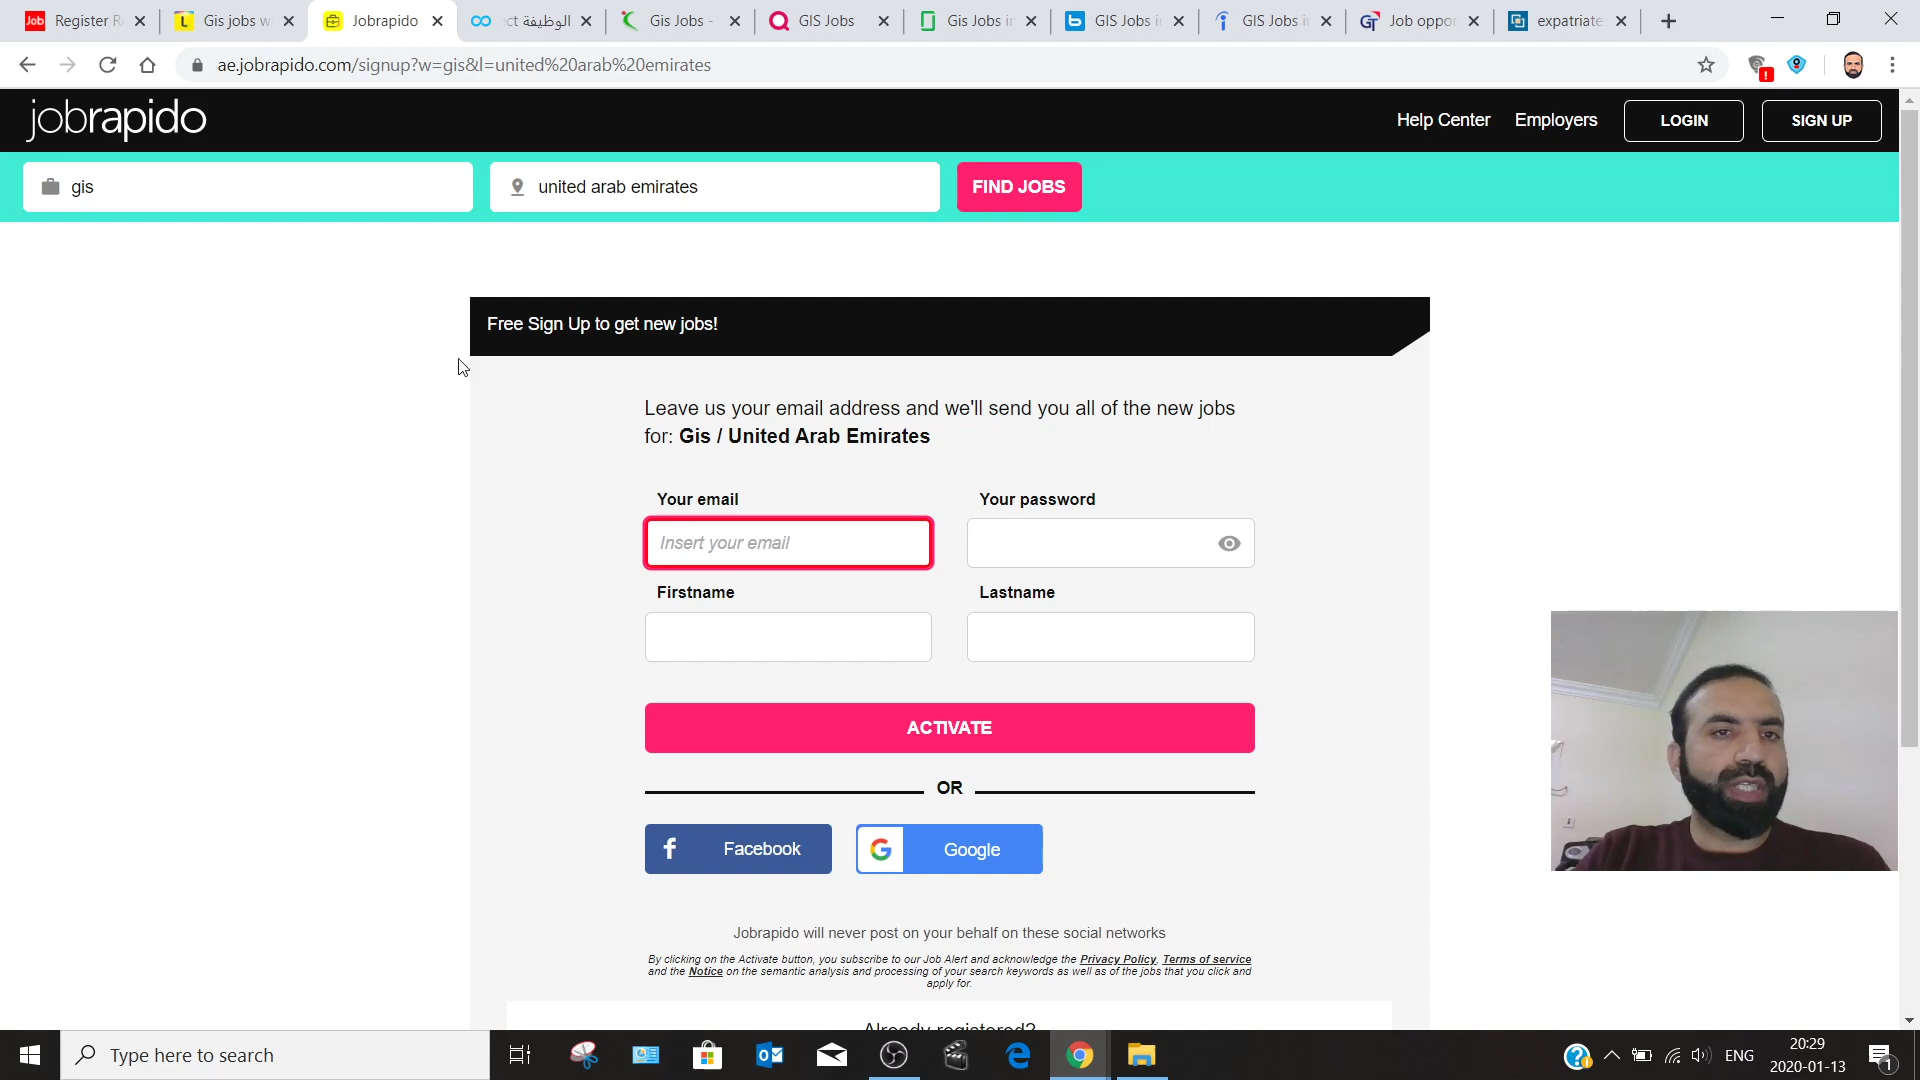 Register R
Gis jobs w
Jobrapido
ct الوظيفة
Gis Jobs -
GIS Jobs
Gis Jobs in
GIS Jobs i
GIS Jobs i
Job oppor
expatriate
ae.jobrapido.com/signup?w=gis&l=united%20arab%20emirates
jobrapido
Help Center
Employers
LOGIN
SIGN UP
gis
united arab emirates
FIND JOBS
Free Sign Up to get new jobs!
Leave us your email address and we'll send you all of the new jobs
for: Gis / United Arab Emirates
Your email
Your password
Insert your email
Firstname
Lastname
ACTIVATE
OR
Facebook
Google
Jobrapido will never post on your behalf on these social networks
By clicking on the Activate button, you subscribe to our Job Alert and acknowledge the Privacy Policy, Terms of service
and the Notice on the semantic analysis and processing of your search keywords as well as of the jobs that you click and
apply for.
Already registered?
Type here to search
ENG
20:29
2020-01-13
1